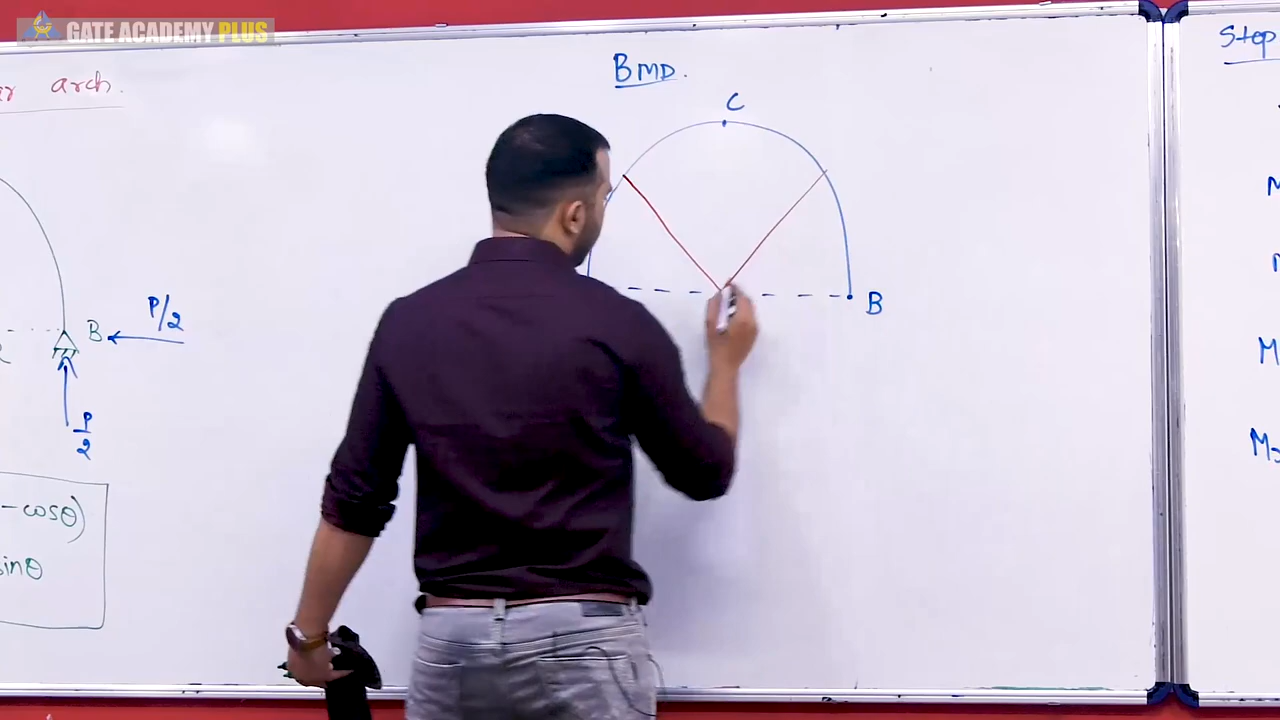 GATE ACADEMY PLUS
arch.
BMD.
C
B
P/2
P
2
B
-cosθ)
sinθ
Step
M
M